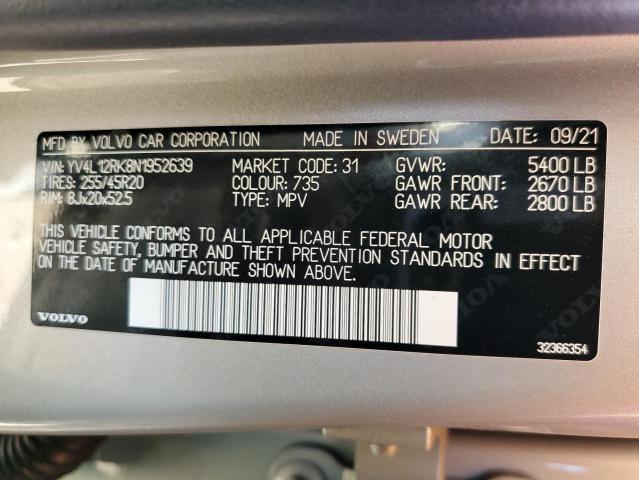 MFD BY VOLVO CAR CORPORATION MADE IN SWEDEN DATE: 09/21
VIN: YV4L12RK8N1952639 MARKET CODE: 31 GVWR: 5400 LB
TIRES: 255/45R20 COLOUR: 735 GAWR FRONT: 2670 LB
RIM: 8Jx20x52.5 TYPE: MPV GAWR REAR: 2800 LB
THIS VEHICLE CONFORMS TO ALL APPLICABLE FEDERAL MOTOR
VEHICLE SAFETY, BUMPER AND THEFT PREVENTION STANDARDS IN EFFECT
ON THE DATE OF MANUFACTURE SHOWN ABOVE.
VOLVO 32366354